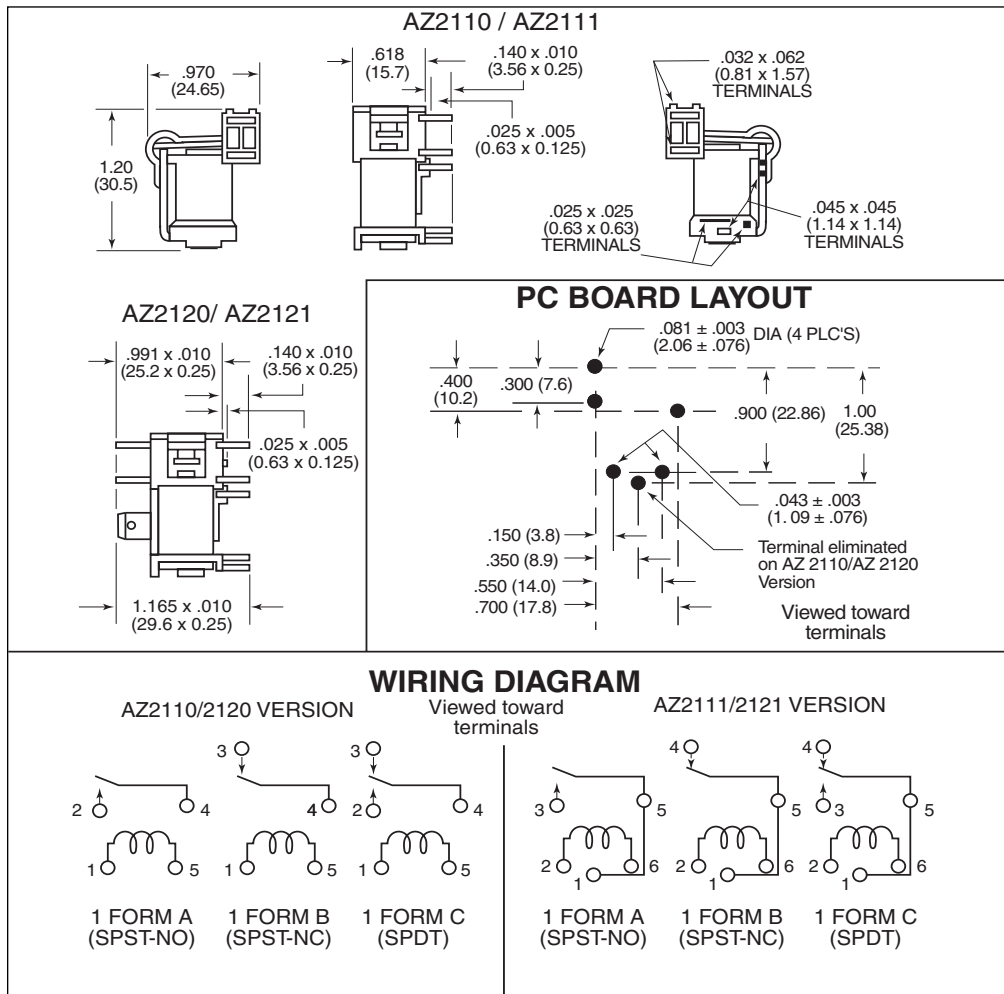 AZ2110 / AZ2111
.970
(24.65)
1.20
(30.5)
.618
(15.7)
.140 x .010
(3.56 x 0.25)
.025 x .005
(0.63 x 0.125)
.032 x .062
(0.81 x 1.57)
TERMINALS
.025 x .025
(0.63 x 0.63)
TERMINALS
.045 x .045
(1.14 x 1.14)
TERMINALS
AZ2120/ AZ2121
.991 x .010
(25.2 x 0.25)
.140 x .010
(3.56 x 0.25)
.025 x .005
(0.63 x 0.125)
1.165 x .010
(29.6 x 0.25)
PC BOARD LAYOUT
.081 ± .003
(2.06 ± .076)
DIA (4 PLC'S)
.400
(10.2)
.300 (7.6)
.900 (22.86)
1.00
(25.38)
.043 ± .003
(1. 09 ± .076)
.150 (3.8)
.350 (8.9)
.550 (14.0)
.700 (17.8)
Terminal eliminated
on AZ 2110/AZ 2120
Version
Viewed toward
terminals
WIRING DIAGRAM
Viewed toward
terminals
AZ2110/2120 VERSION
2 4
1 5
1 FORM A
(SPST-NO)
3
4
1 5
1 FORM B
(SPST-NC)
3
2 4
1 5
1 FORM C
(SPDT)
AZ2111/2121 VERSION
3 5
2 6
1
1 FORM A
(SPST-NO)
4
5
2 6
1
1 FORM B
(SPST-NC)
4
3 5
2 6
1
1 FORM C
(SPDT)